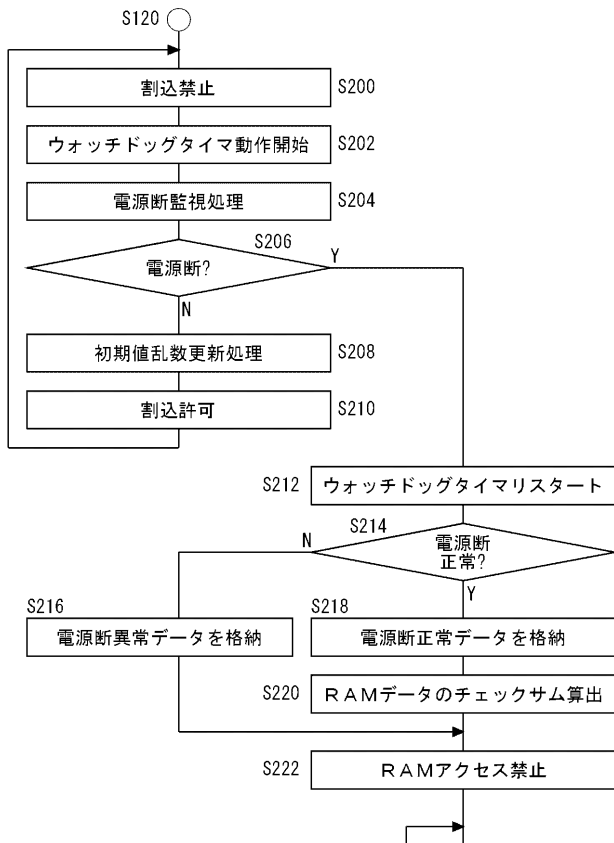 S120
割込禁止 S200
ウォッチドッグタイマ動作開始 S202
電源断監視処理 S204
S206
電源断? Y
N
初期値乱数更新処理 S208
割込許可 S210
S212 ウォッチドッグタイマリスタート
S214
N 電源断
正常?
Y
S216 S218
電源断異常データを格納 電源断正常データを格納
S220 RAMデータのチェックサム算出
S222 RAMアクセス禁止